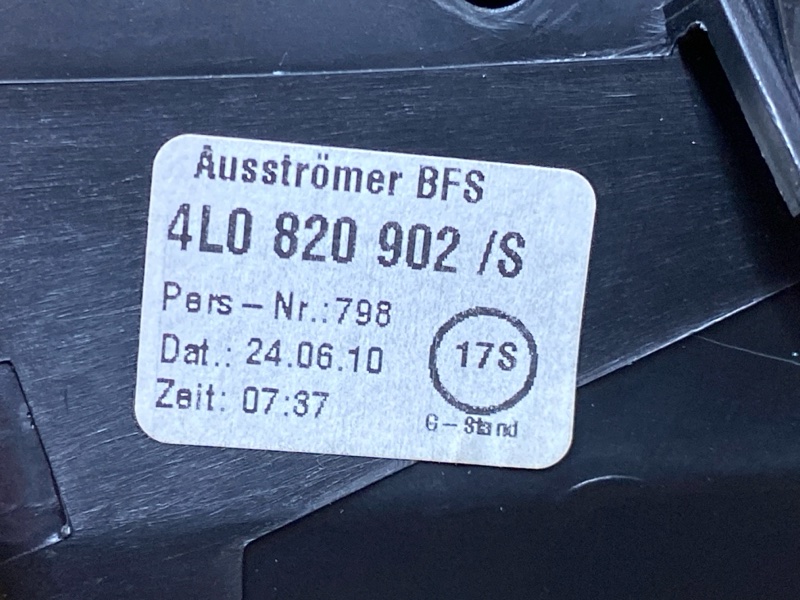 Ausströmer BFS
4L0 820 902 /S
Pers-Nr.:798
Dat.: 24.06.10
Zeit: 07:37
17S
G-Stand